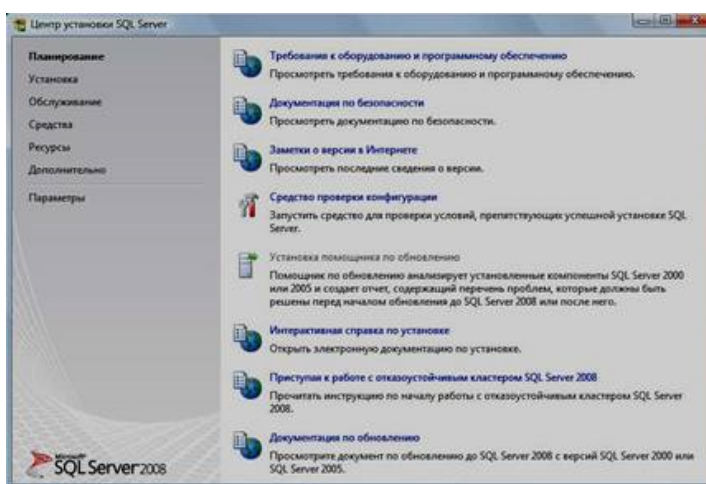 Центр установки SQL Server
Планирование
Установка
Обслуживание
Средства
Ресурсы
Дополнительно
Параметры
Требования к оборудованию и программному обеспечению
Просмотреть требования к оборудованию и программному обеспечению.
Документация по безопасности
Просмотреть документацию по безопасности.
Заметки о версии в Интернете
Просмотреть последние сведения о версии.
Средство проверки конфигурации
Запустить средство для проверки условий, препятствующих успешной установке SQL
Server.
Установка помощника по обновлению
Помощник по обновлению анализирует установленные компоненты SQL Server 2000
или 2005 и создает отчет, содержащий перечень проблем, которые должны быть
решены перед началом обновления до SQL Server 2008 или после него.
Интерактивная справка по установке
Открыть электронную документацию по установке.
Приступая к работе с отказоустойчивым кластером SQL Server 2008
Прочитать инструкцию по началу работы с отказоустойчивым кластером SQL Server
2008.
Документация по обновлению
Просмотрите документ по обновлению до SQL Server 2008 с версий SQL Server 2000 или
SQL Server 2005.
Microsoft
SQL Server 2008